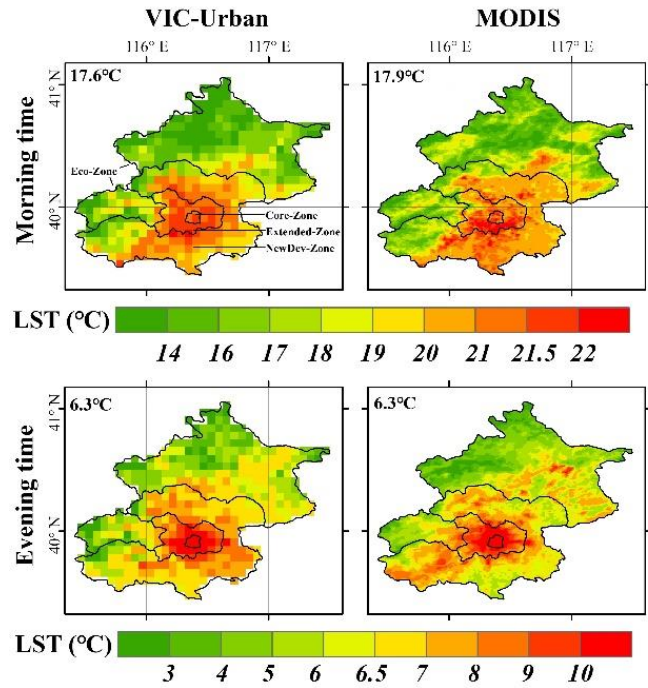 VIC-Urban MODIS
116°E 117°E 116°E 117°E
Morning time
41°N
40°N
17.6°C
17.9°C
Eco-Zone
Core-Zone
Extended-Zone
NewDev-Zone
LST (°C)
14 16 17 18 19 20 21 21.5 22
Evening time
41°N
40°N
6.3°C
6.3°C
LST (°C)
3 4 5 6 6.5 7 8 9 10